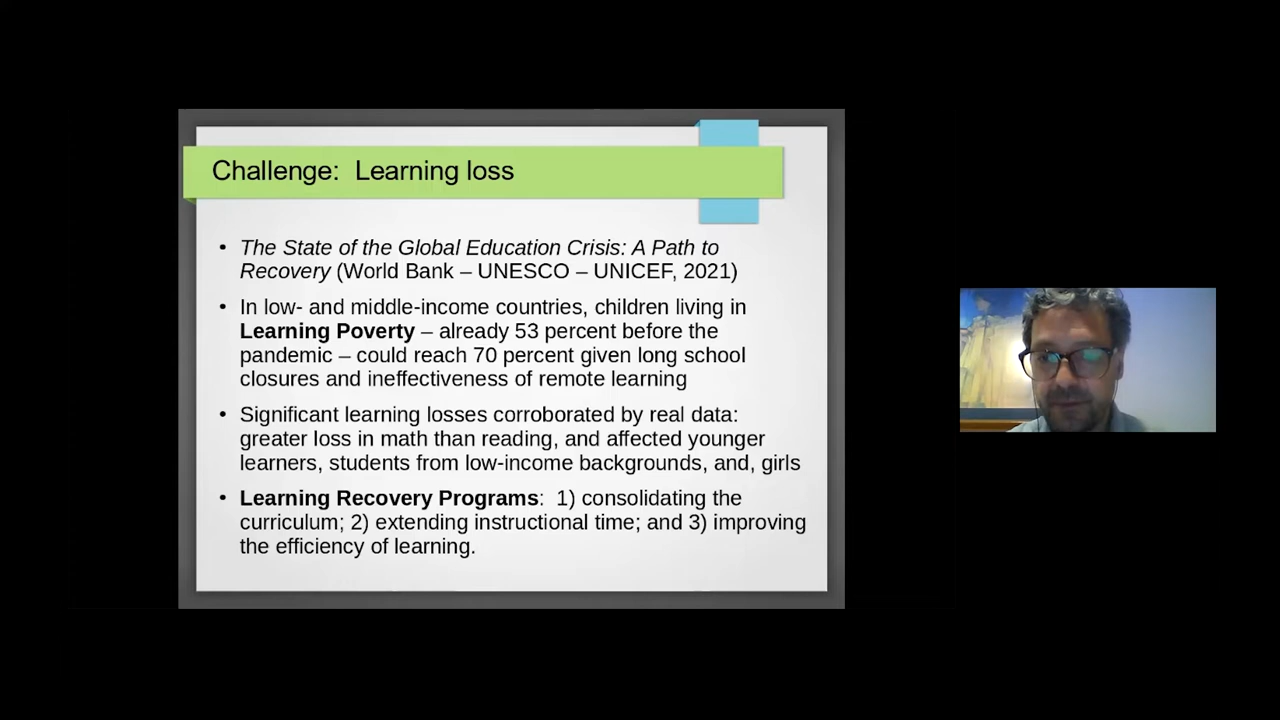 Challenge:  Learning loss
• The State of the Global Education Crisis: A Path to
Recovery (World Bank – UNESCO – UNICEF, 2021)
• In low- and middle-income countries, children living in
Learning Poverty – already 53 percent before the
pandemic – could reach 70 percent given long school
closures and ineffectiveness of remote learning
• Significant learning losses corroborated by real data:
greater loss in math than reading, and affected younger
learners, students from low-income backgrounds, and, girls
• Learning Recovery Programs:  1) consolidating the
curriculum; 2) extending instructional time; and 3) improving
the efficiency of learning.